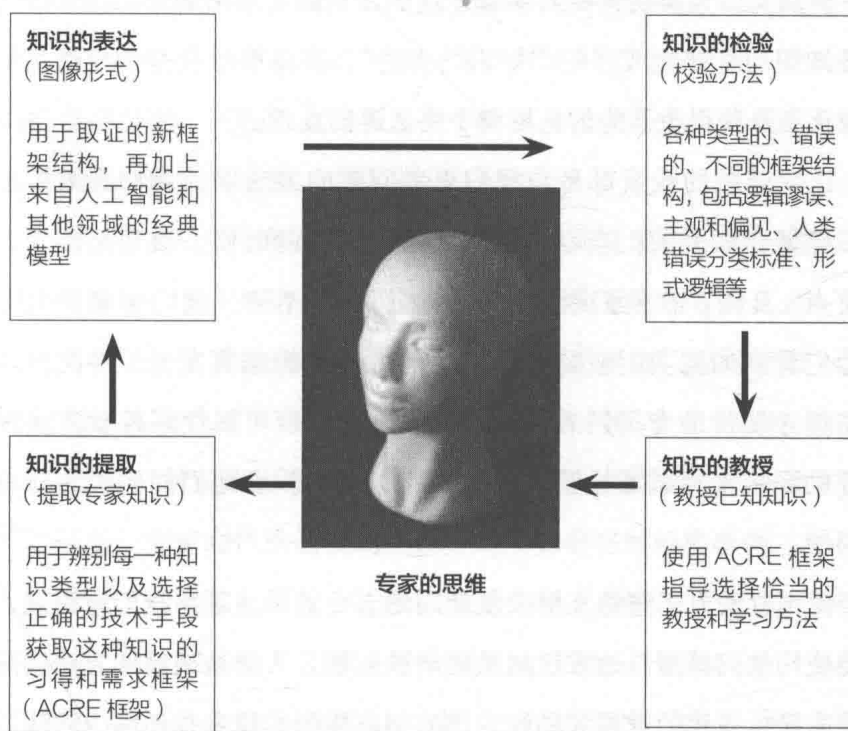 知识的表达
（图像形式）
用于取证的新框
架结构，再加上
来自人工智能和
其他领域的经典
模型
知识的检验
（校验方法）
各种类型的、错误
的、不同的框架结
构；包括逻辑谬误、
主观和偏见、人类
错误分类标准、形
式逻辑等
知识的提取
（提取专家知识）
用于辨别每一种知
识类型以及选择
正确的技术手段
获取这种知识的
习得和需求框架
（ACRE 框架）
专家的思维
知识的教授
（教授已知知识）
使用 ACRE 框架
指导选择恰当的
教授和学习方法